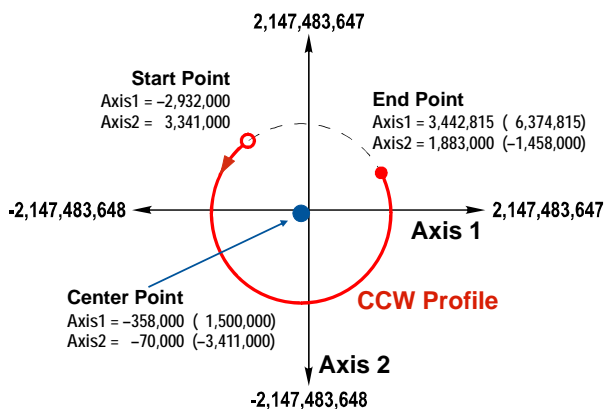 2,147,483,647
Start Point
Axis1 = −2,932,000
Axis2 = 3,341,000
End Point
Axis1 = 3,442,815 ( 6,374,815)
Axis2 = 1,883,000 (−1,458,000)
-2,147,483,648
2,147,483,647
Axis 1
Center Point
Axis1 = −358,000 ( 1,500,000)
Axis2 = −70,000 (−3,411,000)
CCW Profile
Axis 2
-2,147,483,648